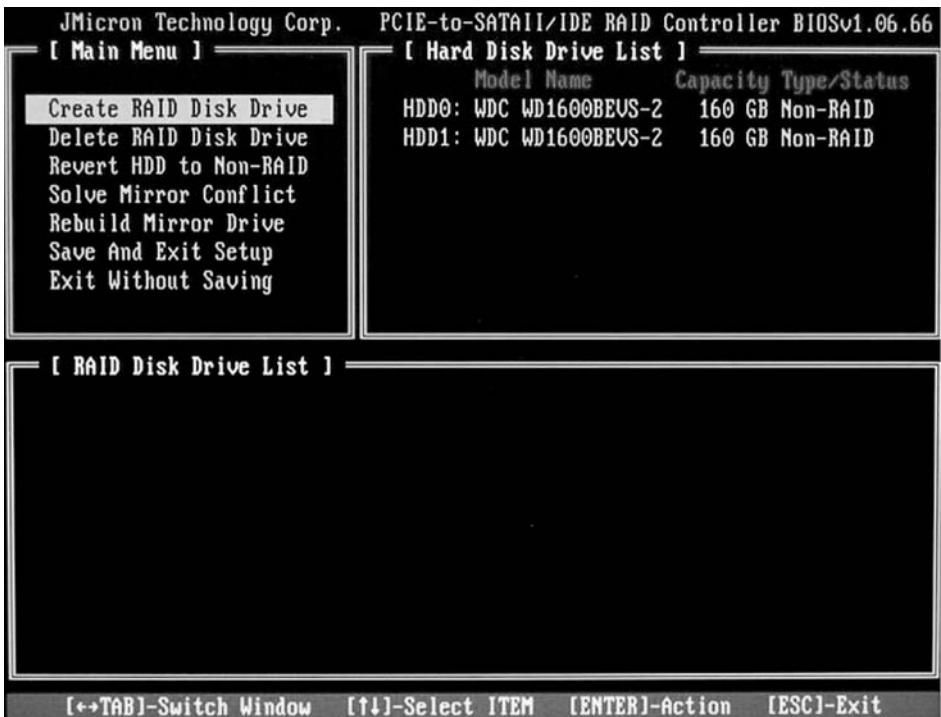 JMicron Technology Corp. PCIE-to-SATAII/IDE RAID Controller BIOSv1.06.66
[ Main Menu ]
Create RAID Disk Drive
Delete RAID Disk Drive
Revert HDD to Non-RAID
Solve Mirror Conflict
Rebuild Mirror Drive
Save And Exit Setup
Exit Without Saving
[ Hard Disk Drive List ]
Model Name Capacity Type/Status
HDD0: WDC WD1600BEVS-2 160 GB Non-RAID
HDD1: WDC WD1600BEVS-2 160 GB Non-RAID
[ RAID Disk Drive List ]
[↔TAB]-Switch Window [↑↓]-Select ITEM [ENTER]-Action [ESC]-Exit